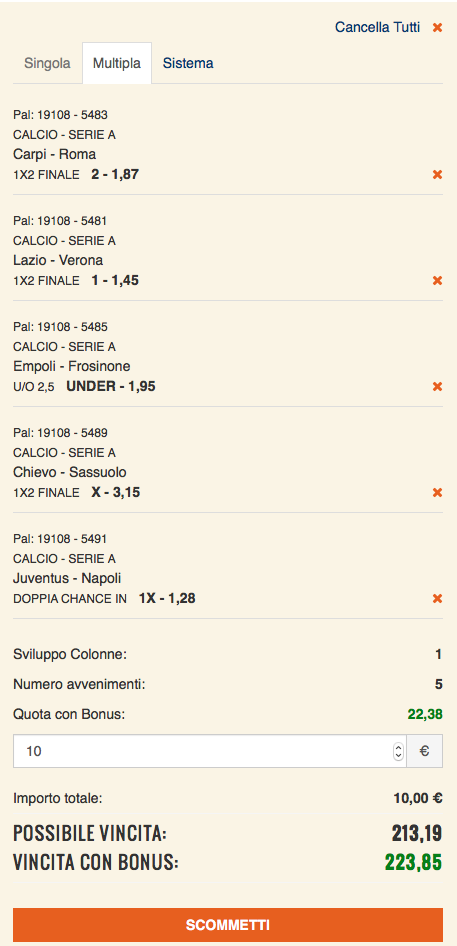 Cancella Tutti ×
Singola Multipla Sistema
Pal: 19108 - 5483
CALCIO - SERIE A
Carpi - Roma
1X2 FINALE 2 - 1,87
Pal: 19108 - 5481
CALCIO - SERIE A
Lazio - Verona
1X2 FINALE 1 - 1,45
Pal: 19108 - 5485
CALCIO - SERIE A
Empoli - Frosinone
U/O 2,5 UNDER - 1,95
Pal: 19108 - 5489
CALCIO - SERIE A
Chievo - Sassuolo
1X2 FINALE X - 3,15
Pal: 19108 - 5491
CALCIO - SERIE A
Juventus - Napoli
DOPPIA CHANCE IN 1X - 1,28
Sviluppo Colonne: 1
Numero avvenimenti: 5
Quota con Bonus: 22,38
10 €
Importo totale: 10,00 €
POSSIBILE VINCITA: 213,19
VINCITA CON BONUS: 223,85
SCOMMETTI